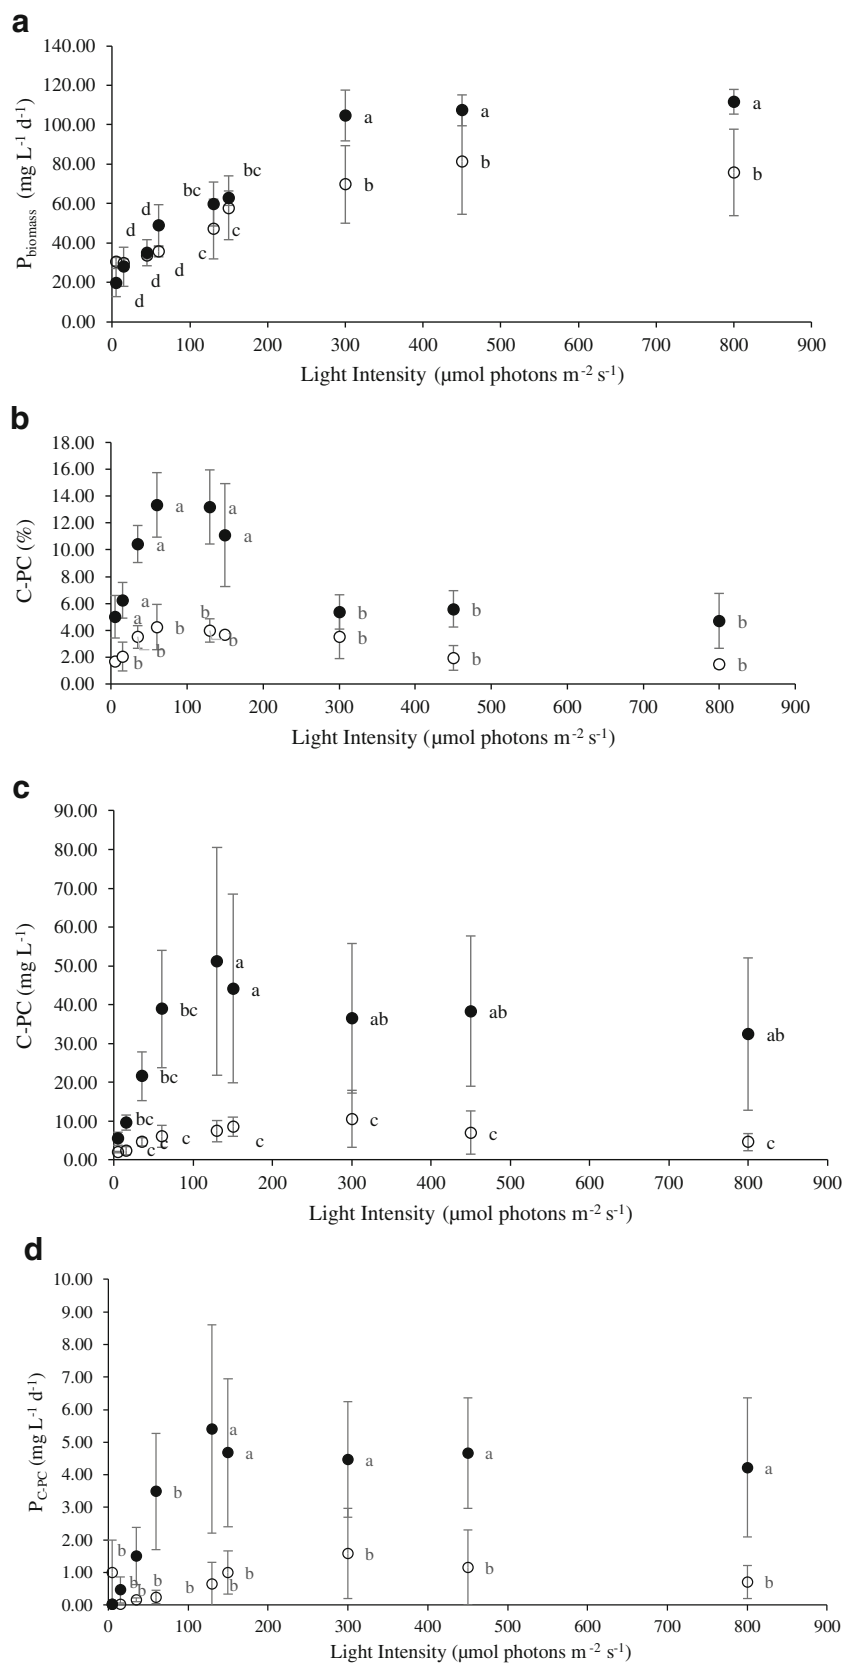 a
140.00
120.00
100.00
80.00
60.00
40.00
20.00
0.00
P biomass (mg L-1 d-1)
a
a
a
b
b
b
bc
bc
d
d
c
c
d
d
d
0 100 200 300 400 500 600 700 800 900
Light Intensity (µmol photons m-2 s-1)
b
18.00
16.00
14.00
12.00
10.00
8.00
6.00
4.00
2.00
0.00
C-PC (%)
a
a
a
a
a
a
b
b
b
b
b
b
b
b
b
b
b
0 100 200 300 400 500 600 700 800 900
Light Intensity (µmol photons m-2 s-1)
c
90.00
80.00
70.00
60.00
50.00
40.00
30.00
20.00
10.00
0.00
C-PC (mg L-1)
a
a
bc
ab
ab
ab
bc
bc
c
c
c
c
c
c
c
0 100 200 300 400 500 600 700 800 900
Light Intensity (µmol photons m-2 s-1)
d
10.00
9.00
8.00
7.00
6.00
5.00
4.00
3.00
2.00
1.00
0.00
P C-PC (mg L-1 d-1)
a
a
a
a
a
b
b
b
b
b
b
b
b
b
b
b
0 100 200 300 400 500 600 700 800 900
Light Intensity (µmol photons m-2 s-1)